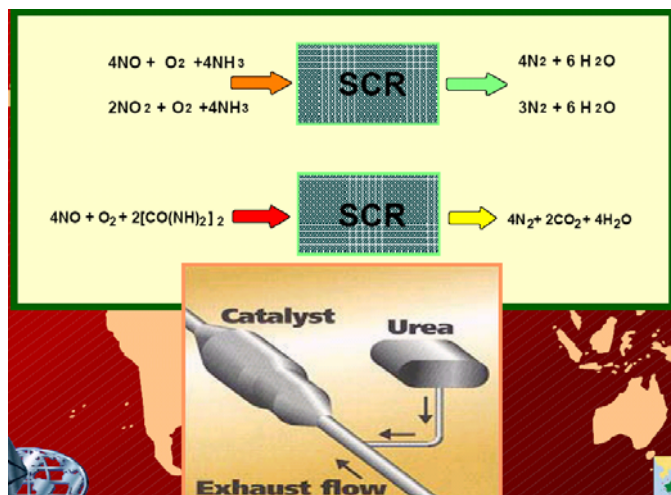 4NO + O2 +4NH3
SCR
4N2 + 6 H2O
2NO2 + O2 +4NH3
3N2 + 6 H2O
4NO + O2 + 2[CO(NH)2]2
SCR
4N2+ 2CO2+ 4H2O
Catalyst
Urea
Exhaust flow